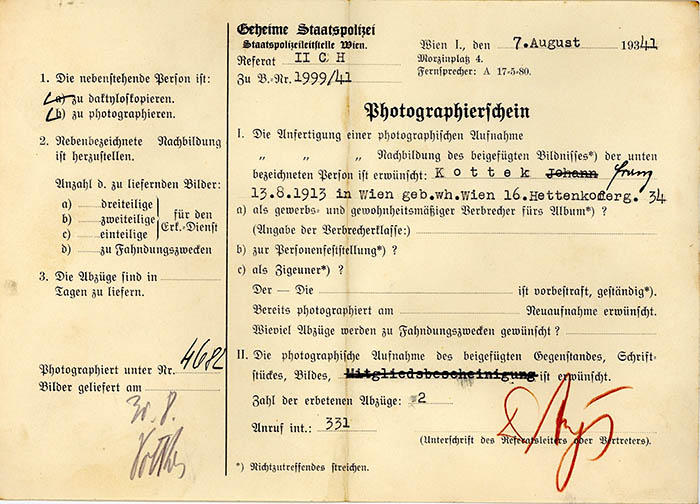 1. Die nebenstehende Person ist:
a) zu daktyloskopieren.
b) zu photographieren.
2. Nebenbezeichnete Nachbildung
ist herzustellen.
Anzahl d. zu liefernden Bilder:
a) dreiteilige
b) zweiteilige
c) einteilige
für den
Erk.-Dienst
d) zu Fahndungszwecken
3. Die Abzüge sind in
Tagen zu liefern.
Photographiert unter Nr. 4682
Bilder geliefert am
30. 8.
Geheime Staatspolizei
Staatspolizeileitstelle Wien.
Referat II C H
Zu B.-Nr. 1999/41
Wien I., den 7. August 19341
Morzinplatz 4.
Fernsprecher: A 17-5-80.
Photographierschein
I. Die Anfertigung einer photographischen Aufnahme
„ „ „ Nachbildung des beigefügten Bildnisses*) der unten
bezeichneten Person ist erwünscht: K o t t e k Johann Franz
13.8.1913 in Wien geb.wh.Wien 16. Hettenkoferg. 34
a) als gewerbs- und gewohnheitsmäßiger Verbrecher fürs Album*) ?
(Angabe der Verbrecherklasse:)
b) zur Personenfeststellung*) ?
c) als Zigeuner*) ?
Der — Die ist vorbestraft, geständig*).
Bereits photographiert am Neuaufnahme erwünscht.
Wieviel Abzüge werden zu Fahndungszwecken gewünscht ?
II. Die photographische Aufnahme des beigefügten Gegenstandes, Schrift-
stückes, Bildes, Mitgliedsbescheinigung ist erwünscht.
Zahl der erbetenen Abzüge: 2
Anruf int.: 331
(Unterschrift des Referatsleiters oder Vertreters).
*) Nichtzutreffendes streichen.